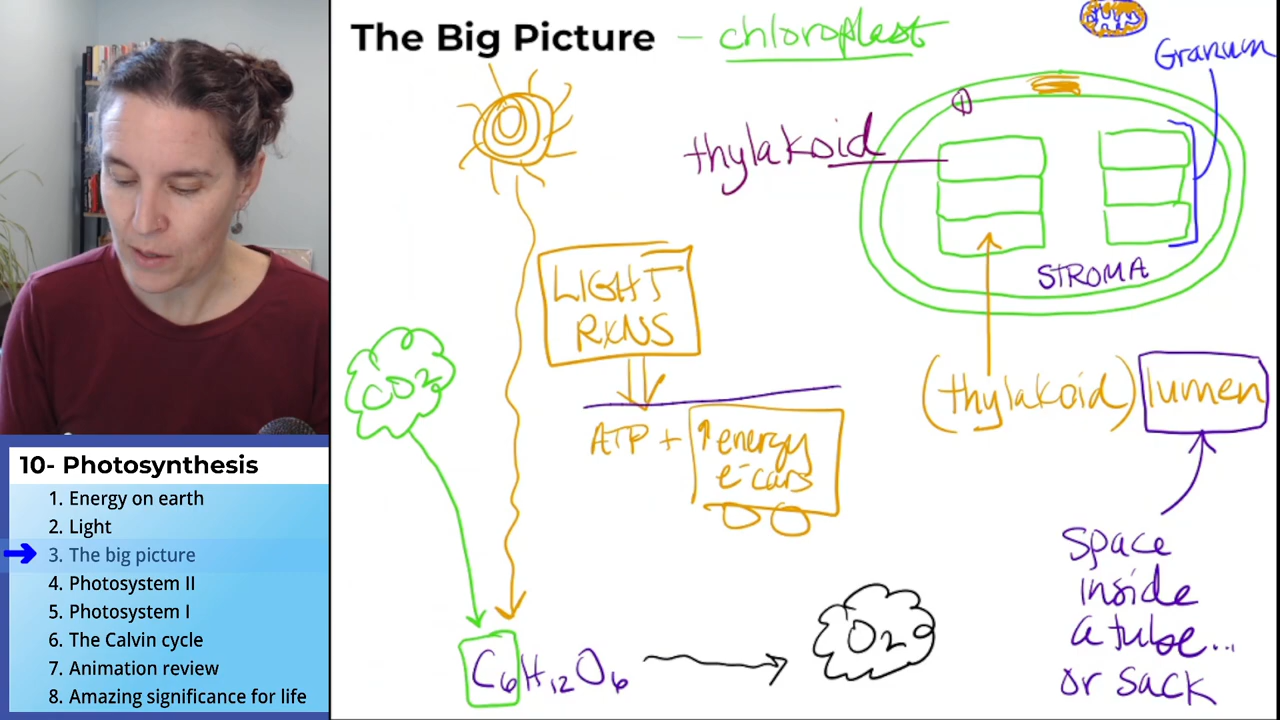 The Big Picture - chloroplast
Granum
thylakoid
STROMA
LIGHT
RXNS
CO2
ATP + ↑energy
e- cars
(thylakoid) lumen
space
inside
a tube...
or sack
C6H12O6
O2
10- Photosynthesis
1. Energy on earth
2. Light
3. The big picture
4. Photosystem II
5. Photosystem I
6. The Calvin cycle
7. Animation review
8. Amazing significance for life